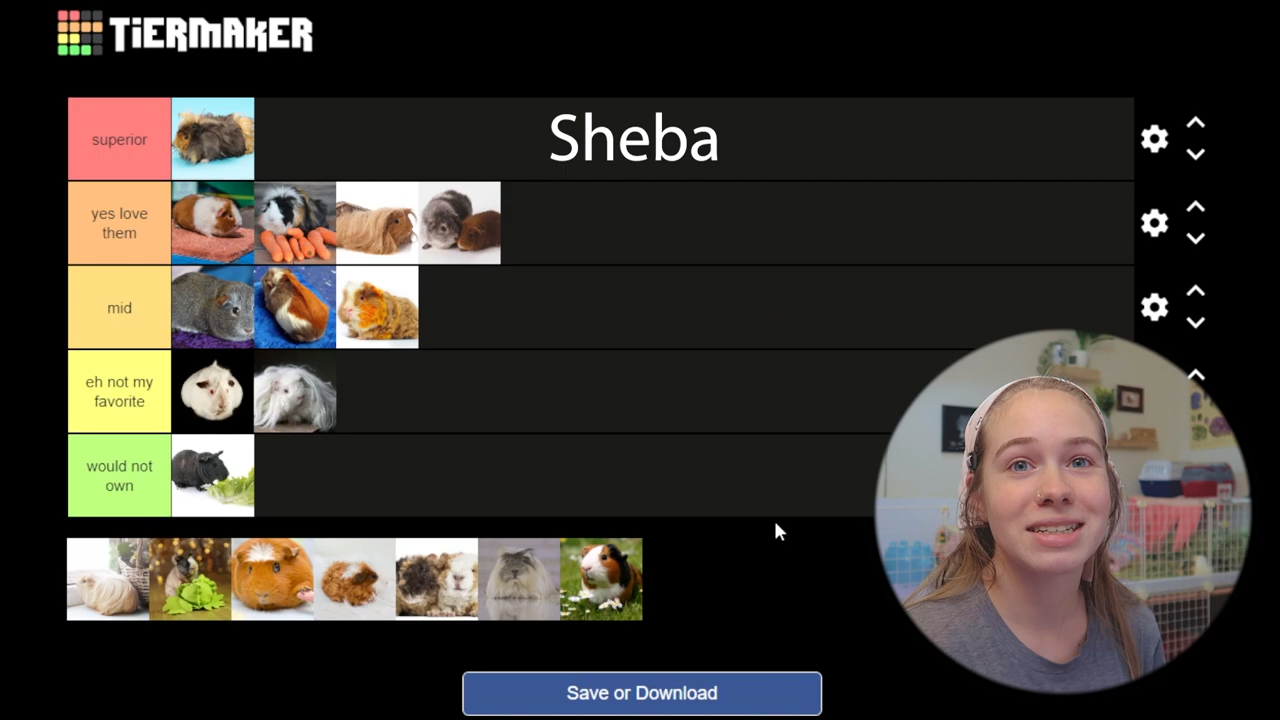 TiERMAKER
superior
Sheba
yes love
them
mid
eh not my
favorite
would not
own
Save or Download